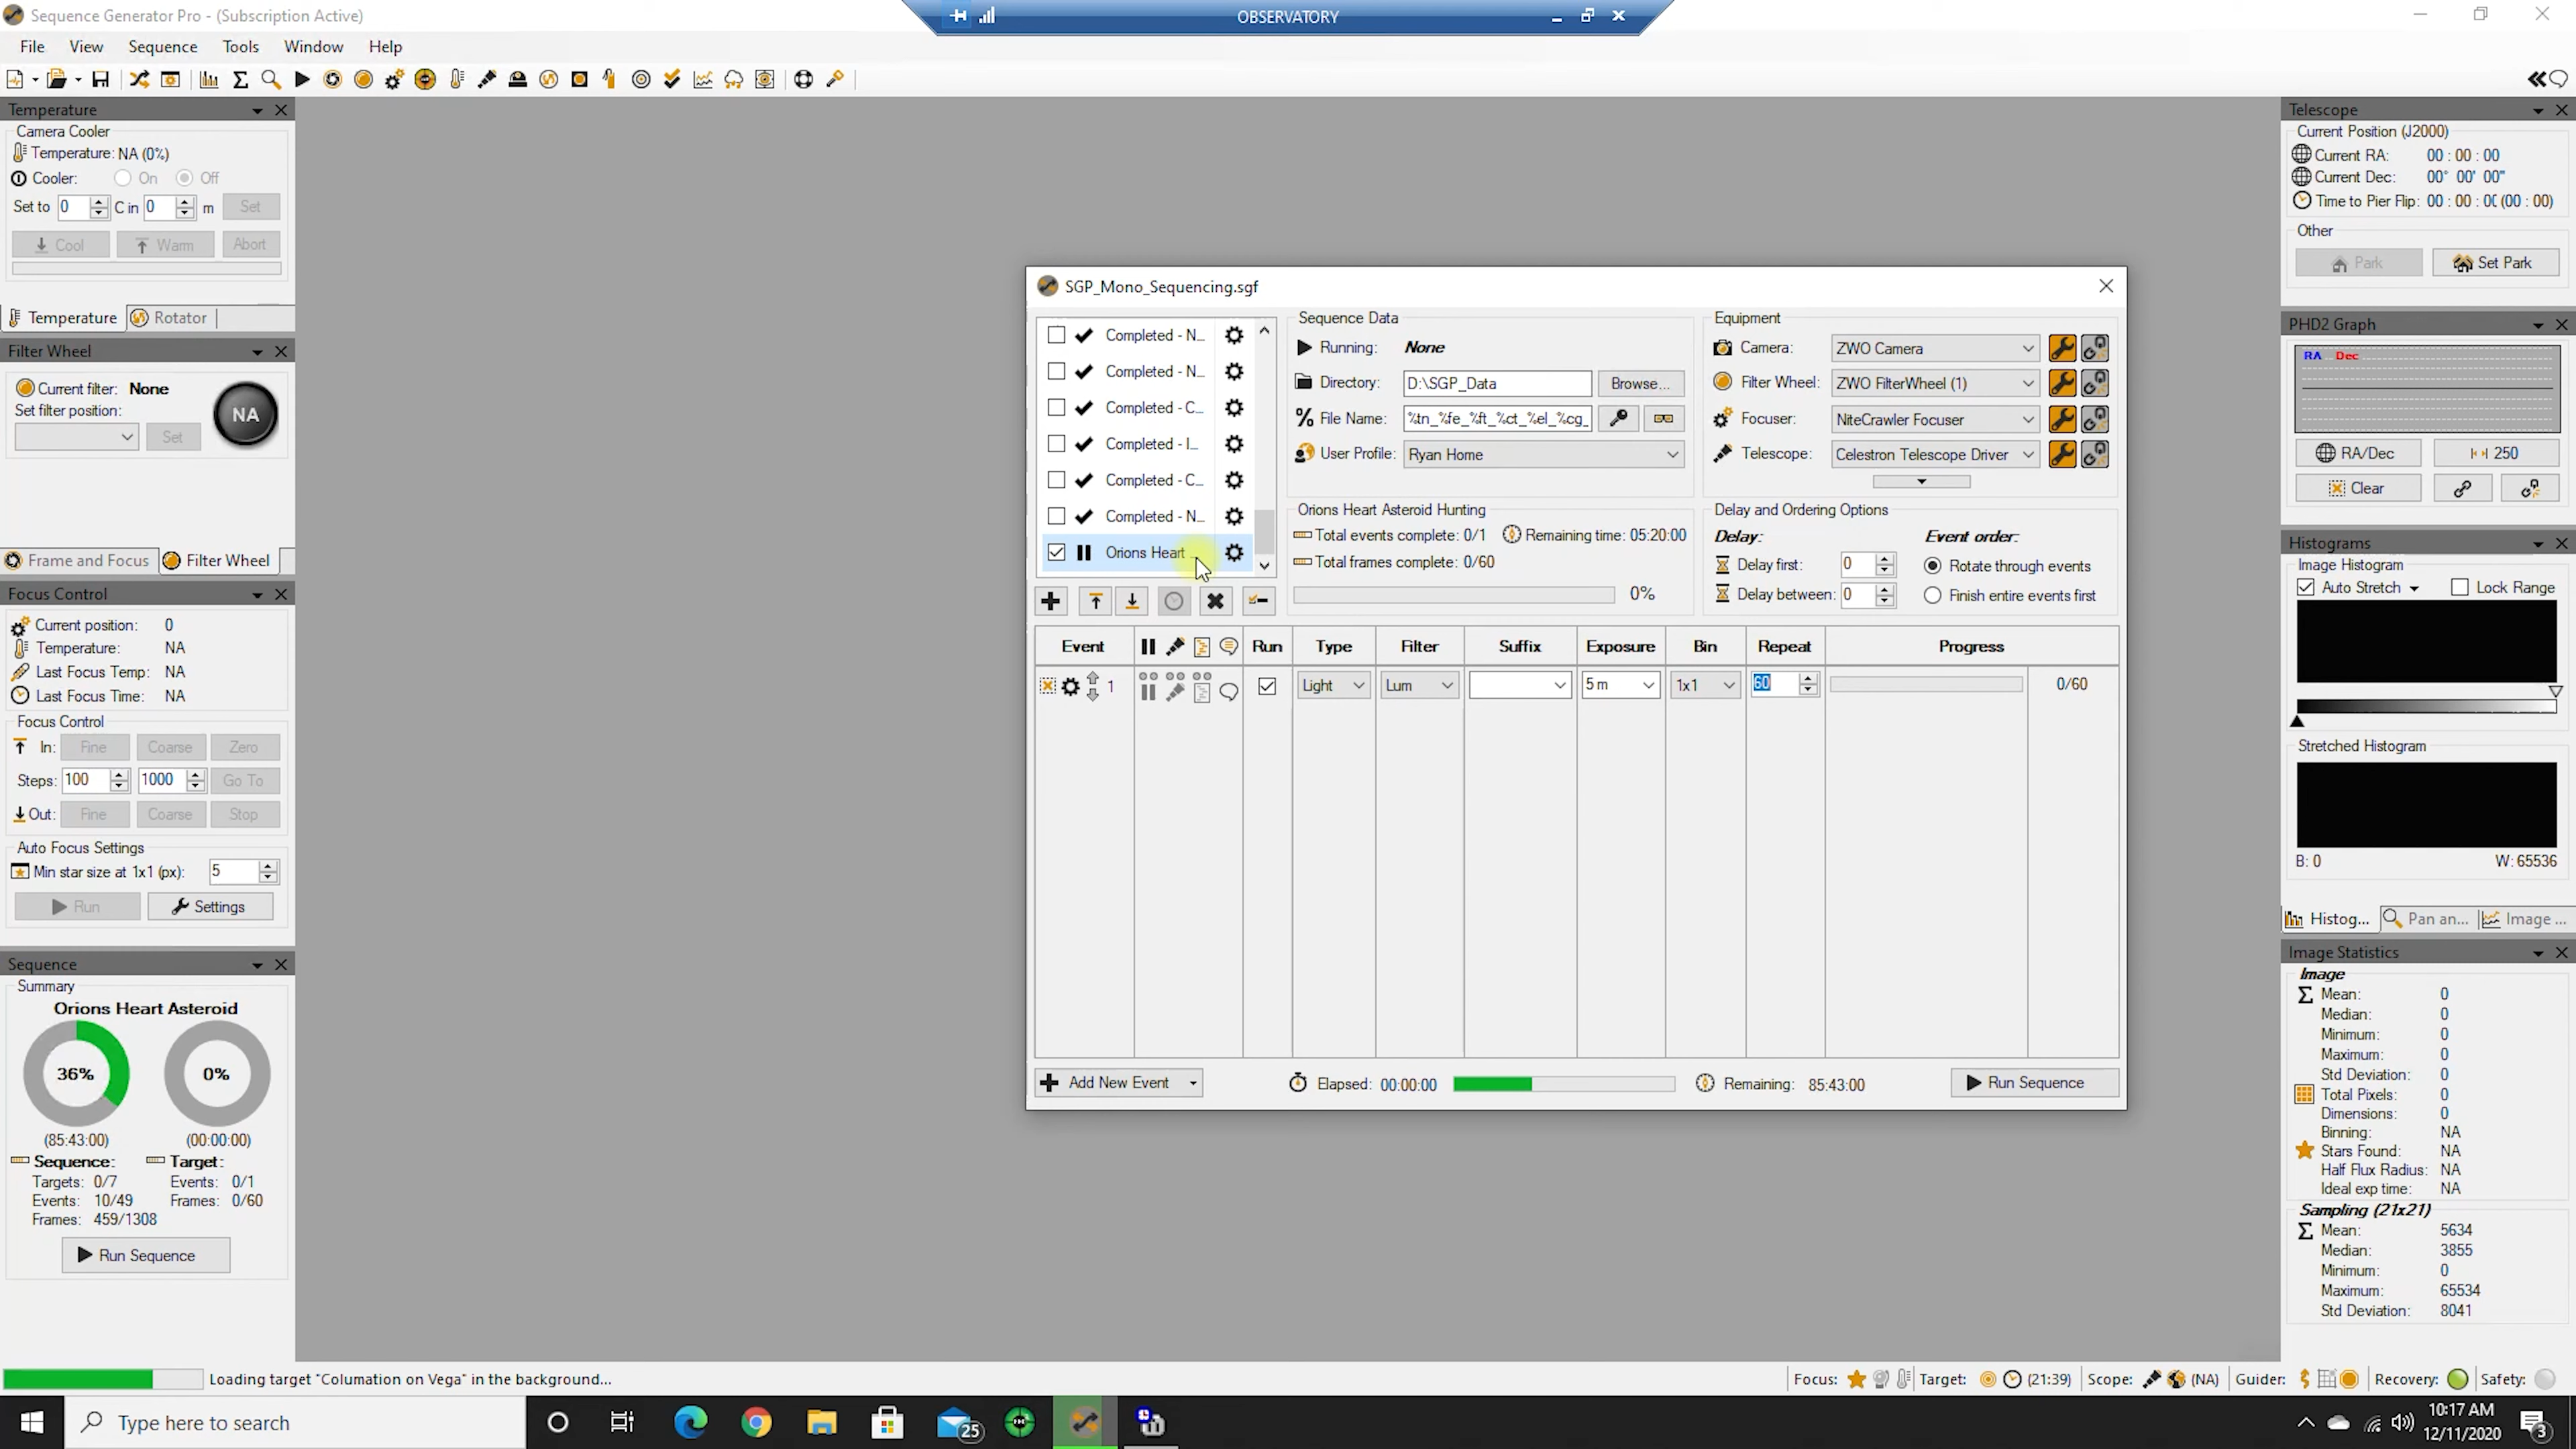 Sequence Generator Pro - (Subscription Active)
OBSERVATORY
File View Sequence Tools Window Help
Temperature
Camera Cooler
Temperature: NA (0%)
Cooler: On Off
Set to 0 C in 0 m Set
Cool Warm Abort
Temperature Rotator
Filter Wheel
Current filter: None
Set filter position:
NA
Set
Frame and Focus Filter Wheel
Focus Control
Current position: 0
Temperature: NA
Last Focus Temp: NA
Last Focus Time: NA
Focus Control
In: Fine Coarse Zero
Steps: 100 1000 Go To
Out: Fine Coarse Stop
Auto Focus Settings
Min star size at 1x1 (px): 5
Run Settings
Sequence
Summary
Orions Heart Asteroid
36% 0%
(85:43:00) (00:00:00)
Sequence: Target:
Targets: 0/7 Events: 0/1
Events: 10/49 Frames: 0/60
Frames: 459/1308
Run Sequence
SGP_Mono_Sequencing.sgf
Completed - N...
Completed - N...
Completed - C...
Completed - I...
Completed - C...
Completed - N...
Orions Heart ...
Sequence Data
Running: None
Directory: D:\SGP_Data Browse...
File Name: %tn_%fe_%ft_%ct_%el_%cg_
User Profile: Ryan Home
Equipment
Camera: ZWO Camera
Filter Wheel: ZWO FilterWheel (1)
Focuser: NiteCrawler Focuser
Telescope: Celestron Telescope Driver
Orions Heart Asteroid Hunting
Total events complete: 0/1 Remaining time: 05:20:00
Total frames complete: 0/60
0%
Delay and Ordering Options
Delay: Event order:
Delay first: 0 Rotate through events
Delay between: 0 Finish entire events first
Event Run Type Filter Suffix Exposure Bin Repeat Progress
1 Light Lum 5 m 1x1 60 0/60
Add New Event Elapsed: 00:00:00 Remaining: 85:43:00 Run Sequence
Telescope
Current Position (J2000)
Current RA: 00 : 00 : 00
Current Dec: 00° 00' 00"
Time to Pier Flip: 00 : 00 : 0( (00 : 00)
Other
Park Set Park
PHD2 Graph
RA Dec
RA/Dec 250
Clear
Histograms
Image Histogram
Auto Stretch Lock Range
Stretched Histogram
B: 0 W: 65536
Histog... Pan an... Image ...
Image Statistics
Image
Mean: 0
Median: 0
Minimum: 0
Maximum: 0
Std Deviation: 0
Total Pixels: 0
Dimensions: 0
Binning: NA
Stars Found: NA
Half Flux Radius: NA
Ideal exp time: NA
Sampling (21x21)
Mean: 5634
Median: 3855
Minimum: 0
Maximum: 65534
Std Deviation: 8041
Loading target "Columation on Vega" in the background...
Focus: Target: (21:39) Scope: (NA) Guider: Recovery: Safety:
Type here to search
25
10:17 AM
12/11/2020
3